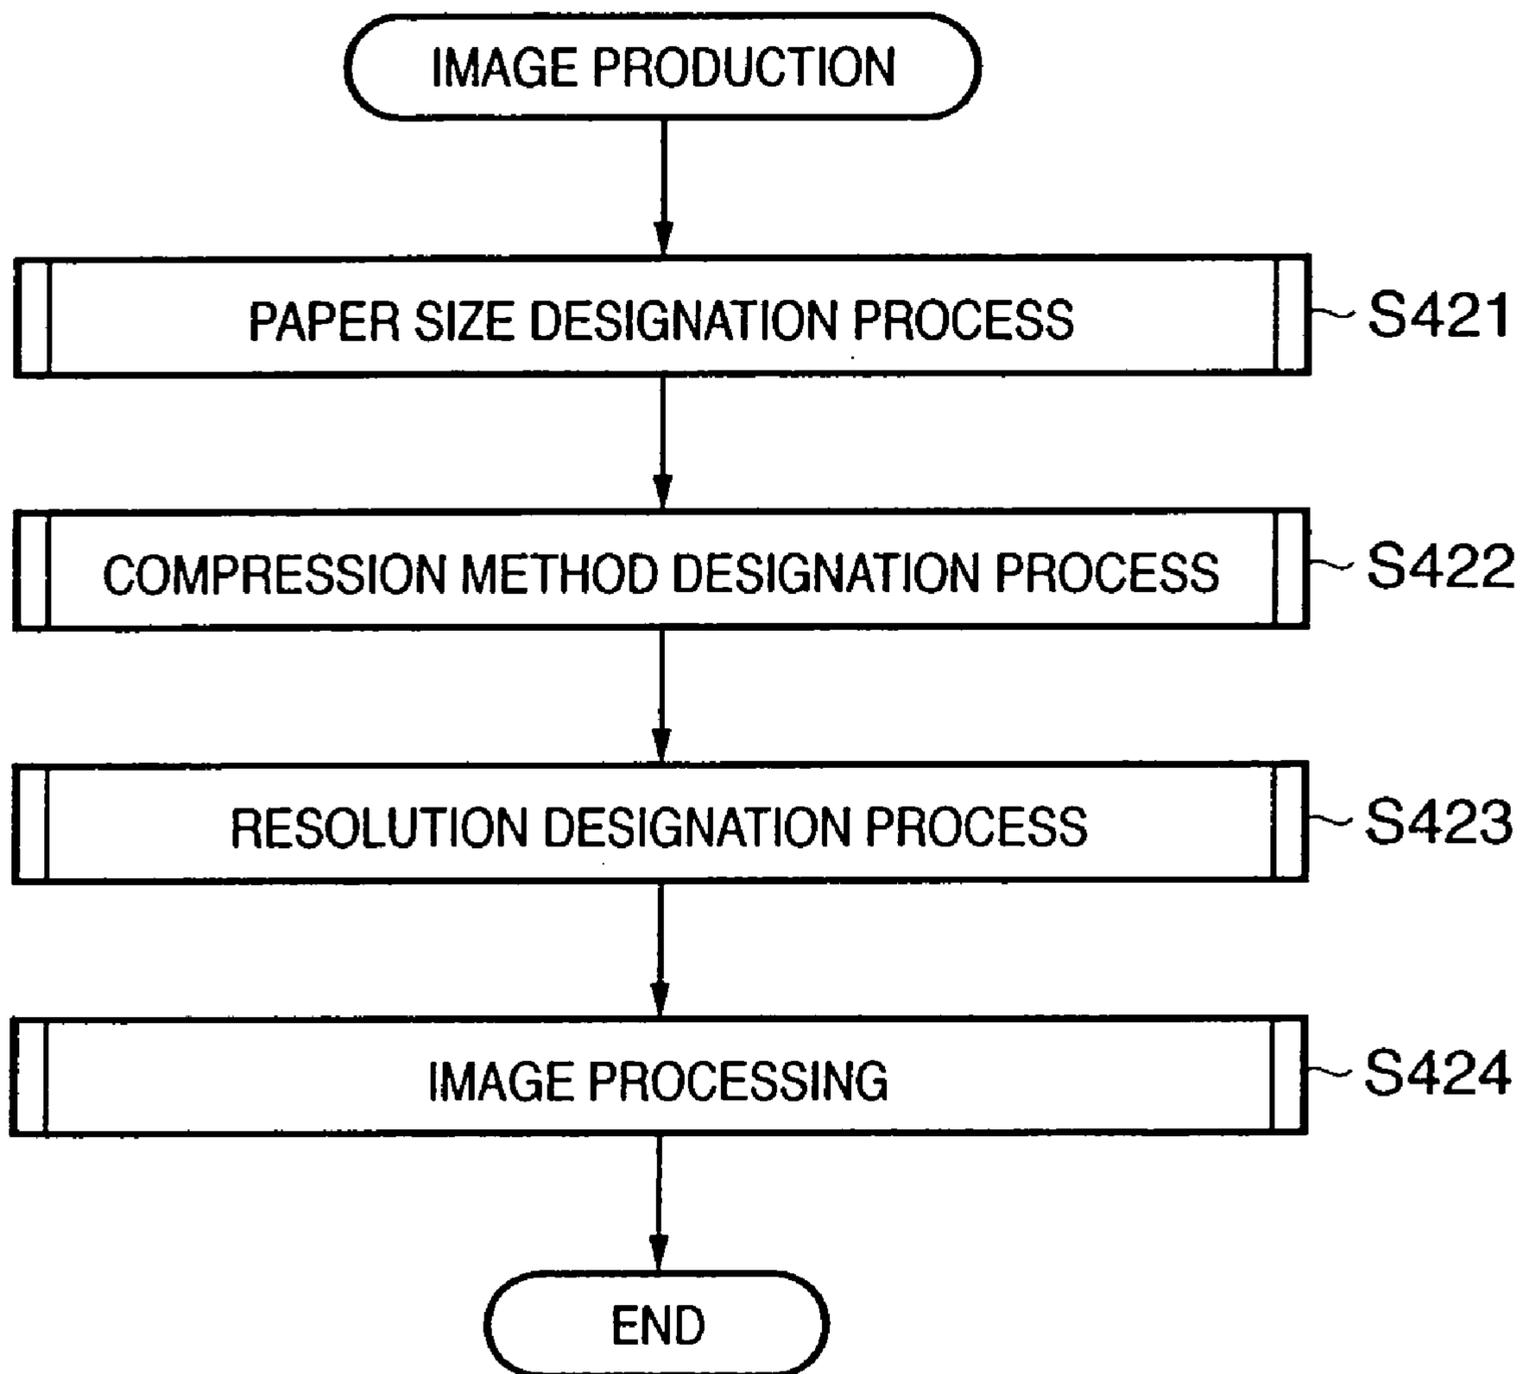 IMAGE PRODUCTION
PAPER SIZE DESIGNATION PROCESS
S421
COMPRESSION METHOD DESIGNATION PROCESS
S422
RESOLUTION DESIGNATION PROCESS
S423
IMAGE PROCESSING
S424
END